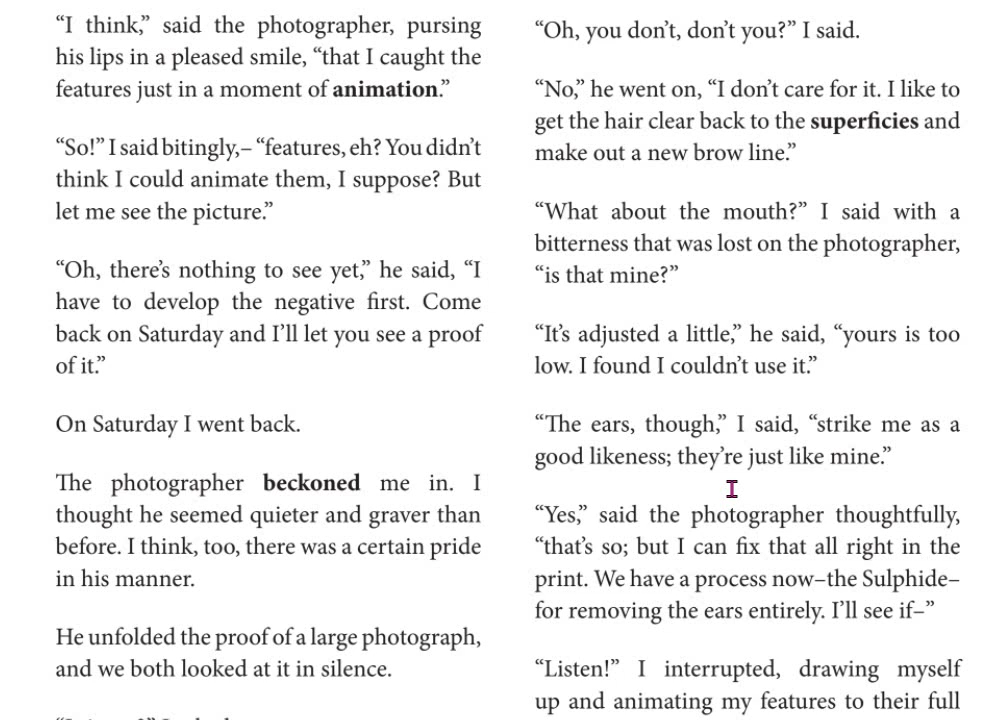 “I think,” said the photographer, pursing
his lips in a pleased smile, “that I caught the
features just in a moment of animation.”
“So!” I said bitingly,– “features, eh? You didn’t
think I could animate them, I suppose? But
let me see the picture.”
“Oh, there’s nothing to see yet,” he said, “I
have to develop the negative first. Come
back on Saturday and I’ll let you see a proof
of it.”
On Saturday I went back.
The photographer beckoned me in. I
thought he seemed quieter and graver than
before. I think, too, there was a certain pride
in his manner.
He unfolded the proof of a large photograph,
and we both looked at it in silence.
“Oh, you don’t, don’t you?” I said.
“No,” he went on, “I don’t care for it. I like to
get the hair clear back to the superficies and
make out a new brow line.”
“What about the mouth?” I said with a
bitterness that was lost on the photographer,
“is that mine?”
“It’s adjusted a little,” he said, “yours is too
low. I found I couldn’t use it.”
“The ears, though,” I said, “strike me as a
good likeness; they’re just like mine.”
“Yes,” said the photographer thoughtfully,
“that’s so; but I can fix that all right in the
print. We have a process now–the Sulphide–
for removing the ears entirely. I’ll see if–”
“Listen!” I interrupted, drawing myself
up and animating my features to their full